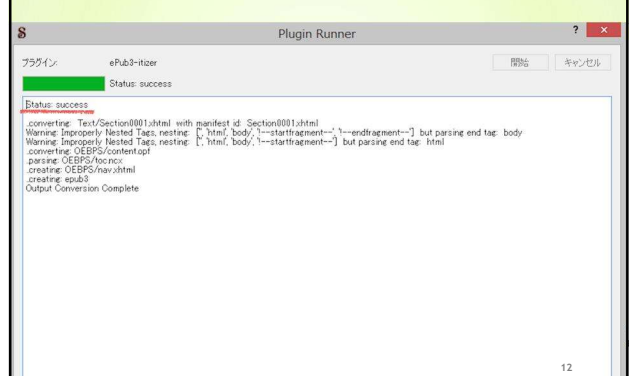 S
Plugin Runner
? ×
プラグイン: ePub3-itizer 開始 キャンセル
Status: success
Status: success
.converting: Text/Section0001.xhtml with manifest id: Section0001.xhtml
Warning: Improperly Nested Tags, nesting: ['', 'html', 'body', '!--startfragment--', '!--endfragment--'] but parsing end tag: body
Warning: Improperly Nested Tags, nesting: ['', 'html', 'body', '!--startfragment--'] but parsing end tag: html
.converting: OEBPS/content.opf
.parsing: OEBPS/toc.ncx
.creating: OEBPS/nav.xhtml
.creating: epub3
Output Conversion Complete
12